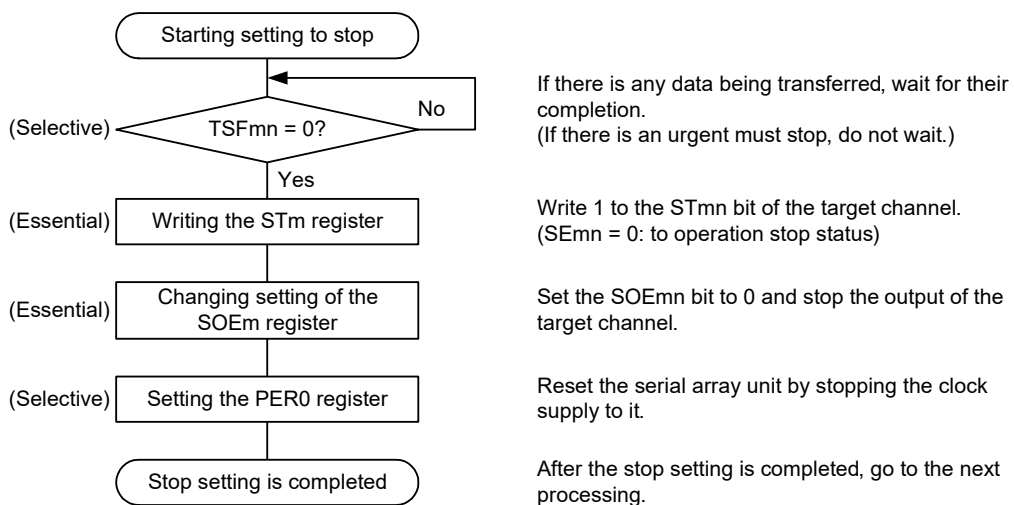 Starting setting to stop
If there is any data being transferred, wait for their
completion.
(If there is an urgent must stop, do not wait.)
(Selective)
TSFmn = 0?
No
Yes
(Essential)
Writing the STm register
Write 1 to the STmn bit of the target channel.
(SEmn = 0: to operation stop status)
(Essential)
Changing setting of the
SOEm register
Set the SOEmn bit to 0 and stop the output of the
target channel.
(Selective)
Setting the PER0 register
Reset the serial array unit by stopping the clock
supply to it.
Stop setting is completed
After the stop setting is completed, go to the next
processing.